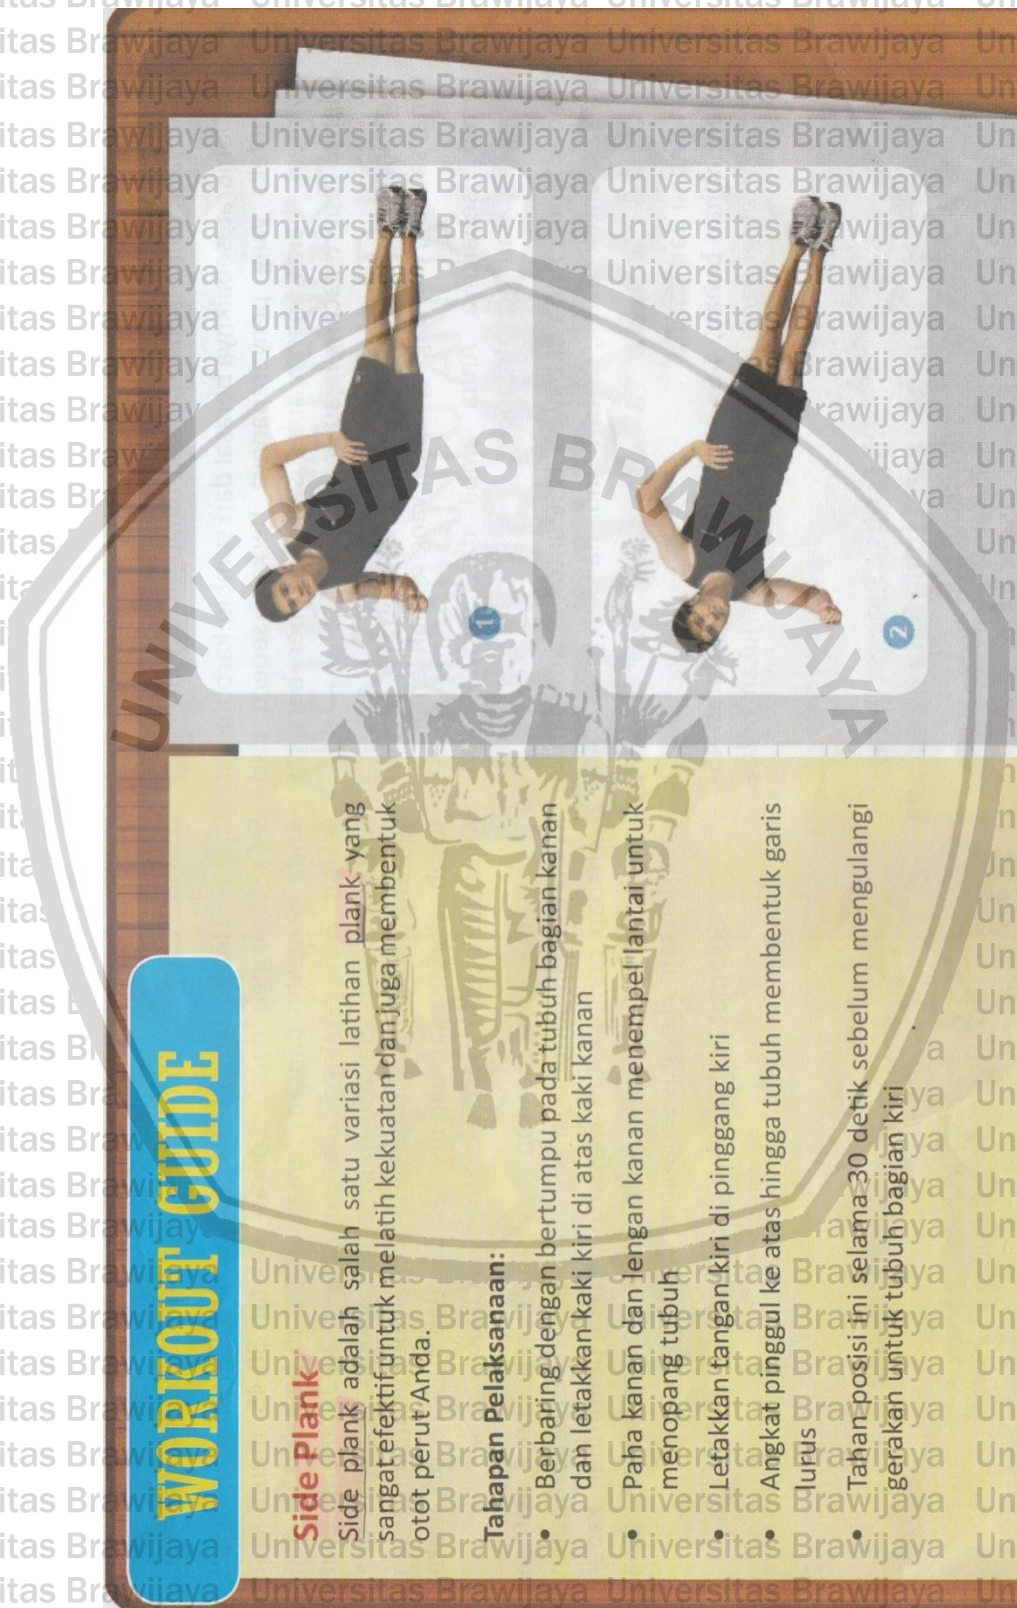 WORKOUT GUIDE
Side Plank
Side plank adalah salah satu variasi latihan plank yang
sangat efektif untuk melatih kekuatan dan juga membentuk
otot perut Anda.
Tahapan Pelaksanaan:
• Berbaring dengan bertumpu pada tubuh bagian kanan
dan letakkan kaki kiri di atas kaki kanan
• Paha kanan dan lengan kanan menempel lantai untuk
menopang tubuh
• Letakkan tangan kiri di pinggang kiri
• Angkat pinggul ke atas hingga tubuh membentuk garis
lurus
• Tahan posisi ini selama 30 detik sebelum mengulangi
gerakan untuk tubuh bagian kiri
1
2
UNIVERSITAS BRAWIJAYA
Universitas Brawijaya